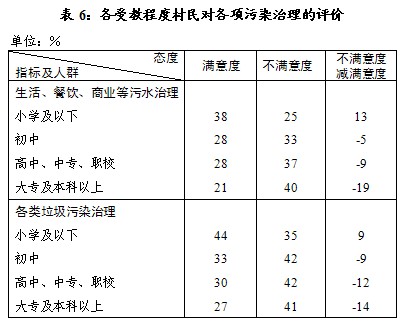 表 6：各受教程度村民对各项污染治理的评价
单位：%
态度
指标及人群 满意度 不满意度 不满意度减满意度
生活、餐饮、商业等污水治理
小学及以下 38 25 13
初中 28 33 -5
高中、中专、职校 28 37 -9
大专及本科以上 21 40 -19
各类垃圾污染治理
小学及以下 44 35 9
初中 33 42 -9
高中、中专、职校 30 42 -12
大专及本科以上 27 41 -14